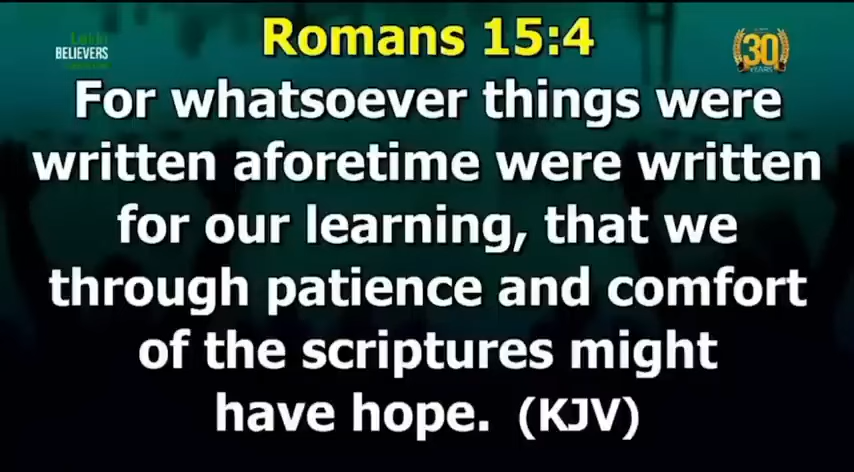 Romans 15:4
BELIEVERS
30
YEARS
For whatsoever things were
written aforetime were written
for our learning, that we
through patience and comfort
of the scriptures might
have hope. (KJV)